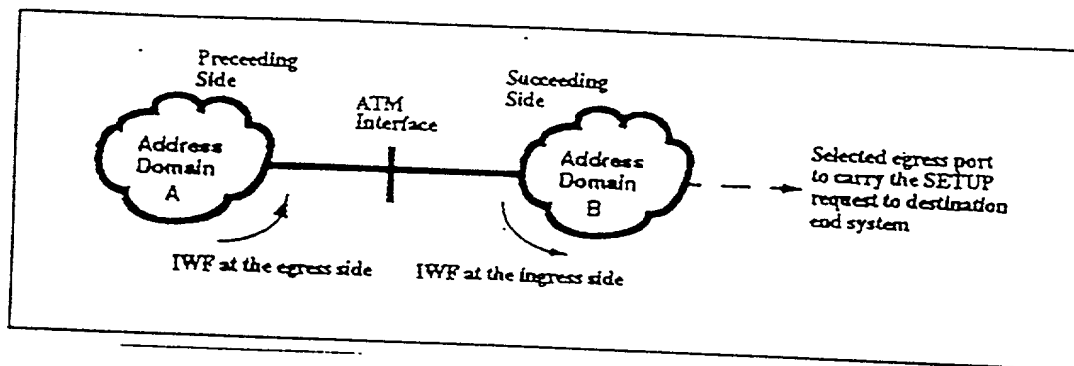 Preceeding
Side
Address
Domain
A
ATM
Interface
Succeeding
Side
Address
Domain
B
Selected egress port
to carry the SETUP
request to destination
end system
IWF at the egress side
IWF at the ingress side